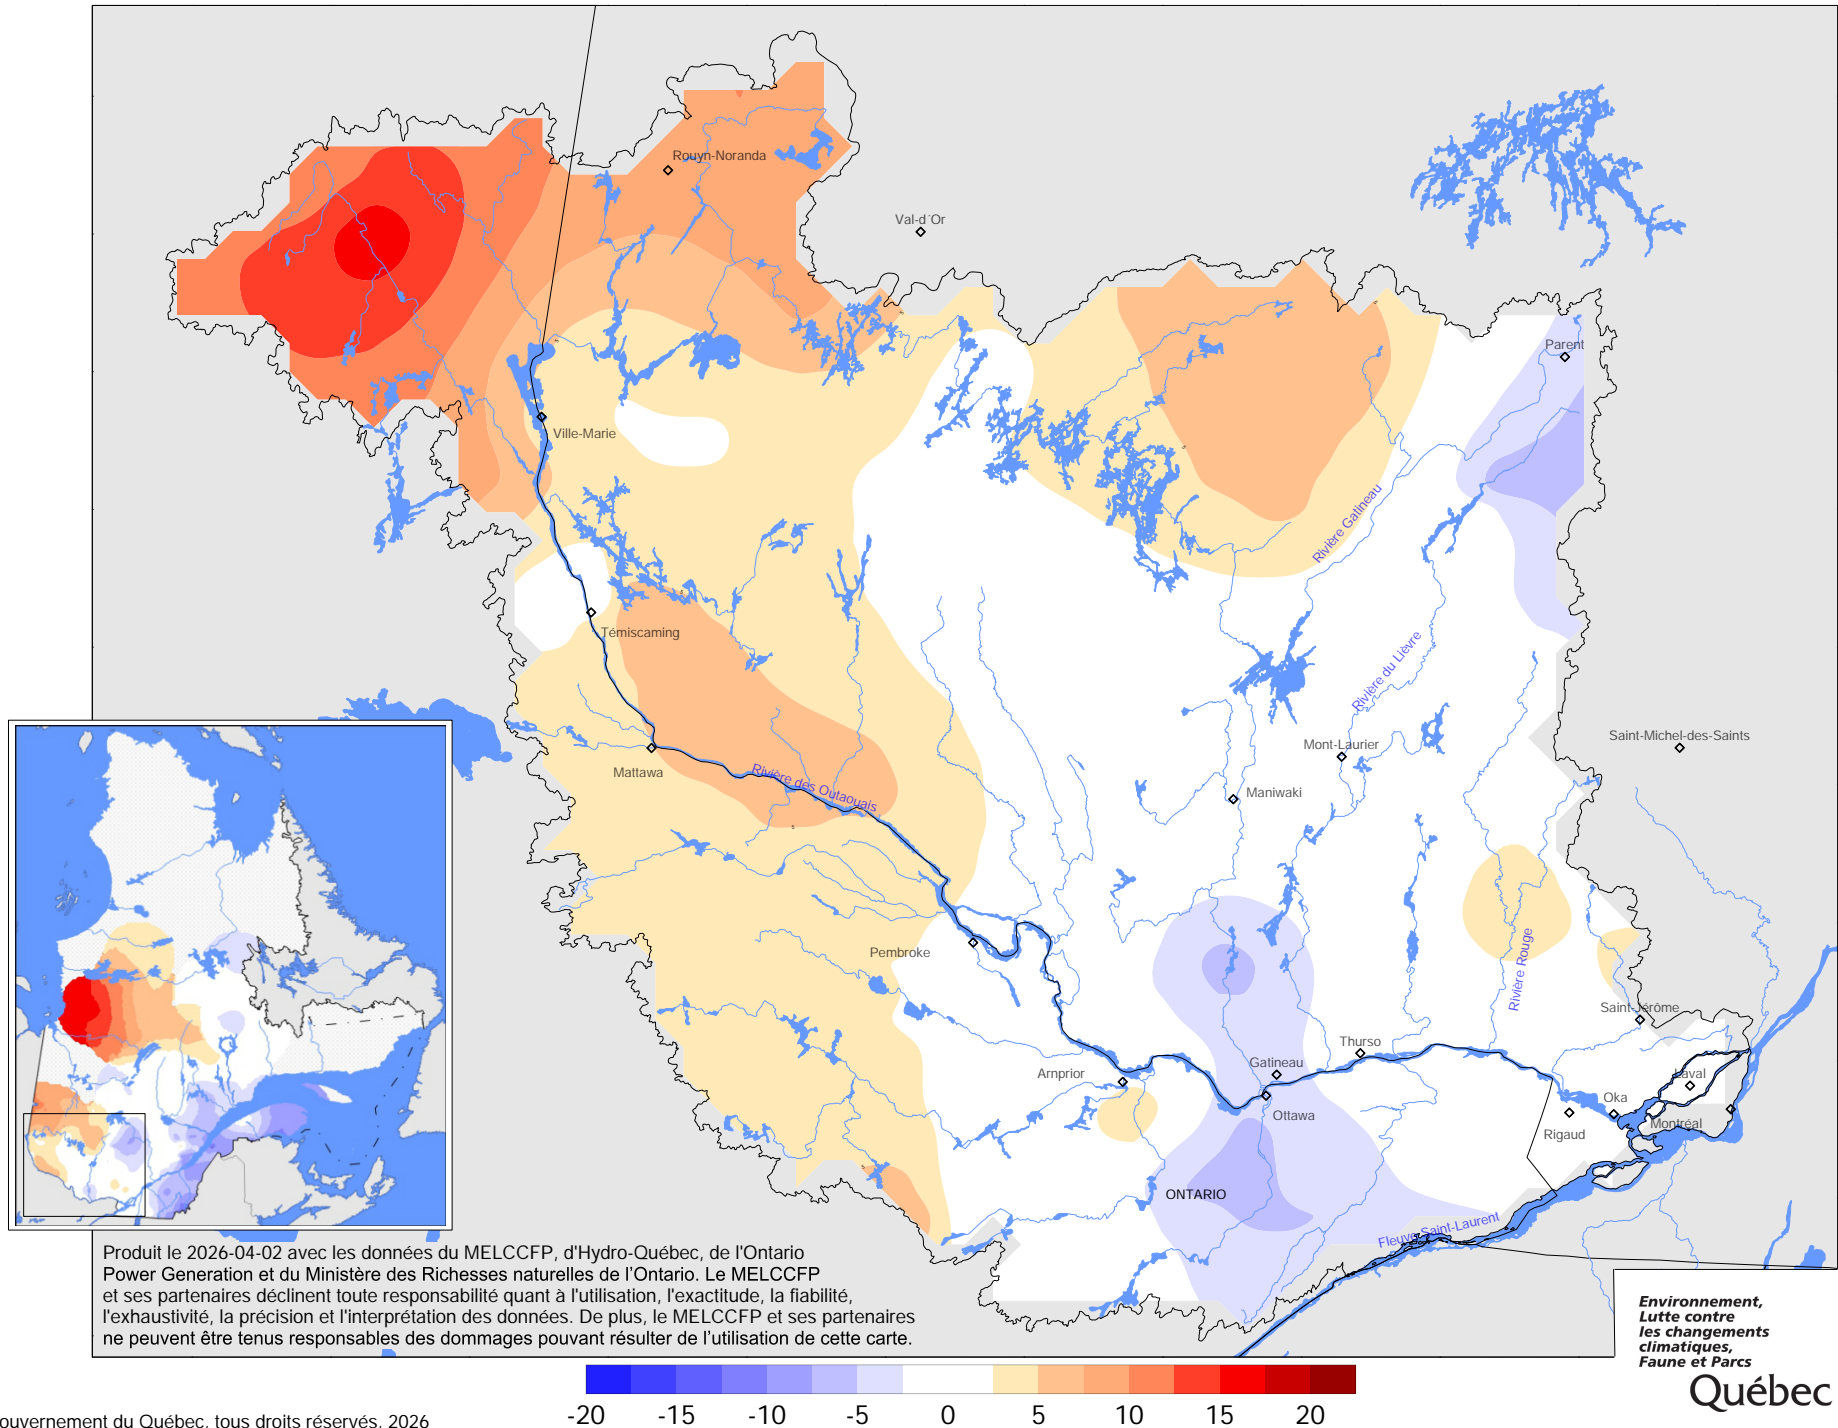 Rouyn-Noranda
Val-d´Or
Parent
Ville-Marie
Rivière Gatineau
Témiscaming
Rivière du Lièvre
Saint-Michel-des-Saints
Mont-Laurier
Mattawa
Rivière des Outaouais
Maniwaki
Pembroke
Rivière Rouge
Saint-Jérôme
Thurso
Gatineau
Arnprior
Laval
Oka
Ottawa
Montréal
Rigaud
ONTARIO
Fleuve Saint-Laurent
Produit le 2026-04-02 avec les données du MELCCFP, d'Hydro-Québec, de l'Ontario
Power Generation et du Ministère des Richesses naturelles de l'Ontario. Le MELCCFP
et ses partenaires déclinent toute responsabilité quant à l'utilisation, l'exactitude, la fiabilité,
l'exhaustivité, la précision et l'interprétation des données. De plus, le MELCCFP et ses partenaires
ne peuvent être tenus responsables des dommages pouvant résulter de l'utilisation de cette carte.
Environnement,
Lutte contre
les changements
climatiques,
Faune et Parcs
Québec
-20 -15 -10 -5 0 5 10 15 20
ouvernement du Québec, tous droits réservés, 2026